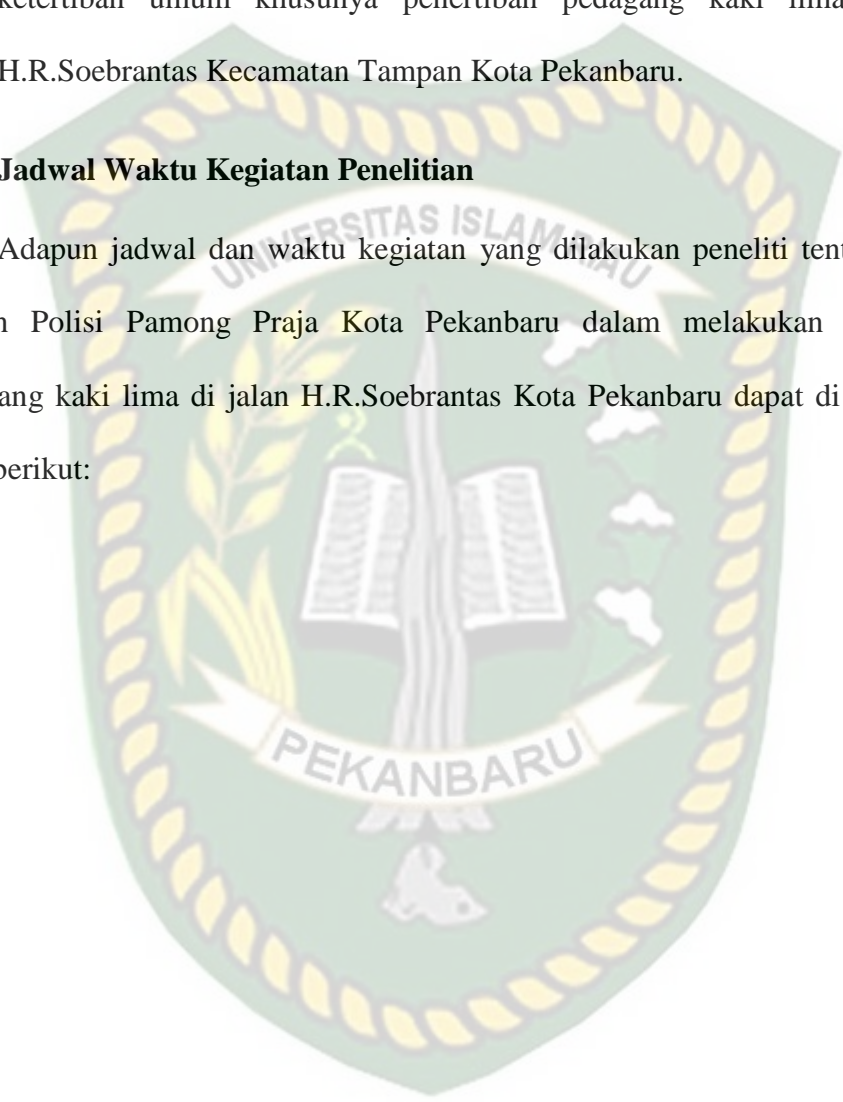 ketertiban umum khusunya penertiban pedagang kaki lima
H.R.Soebrantas Kecamatan Tampan Kota Pekanbaru.
Jadwal Waktu Kegiatan Penelitian
UNIVERSITAS ISLAM RIAU
Adapun jadwal dan waktu kegiatan yang dilakukan peneliti
Polisi Pamong Praja Kota Pekanbaru dalam melakukan
kaki lima di jalan H.R.Soebrantas Kota Pekanbaru dapat di
berikut:
PEKANBARU